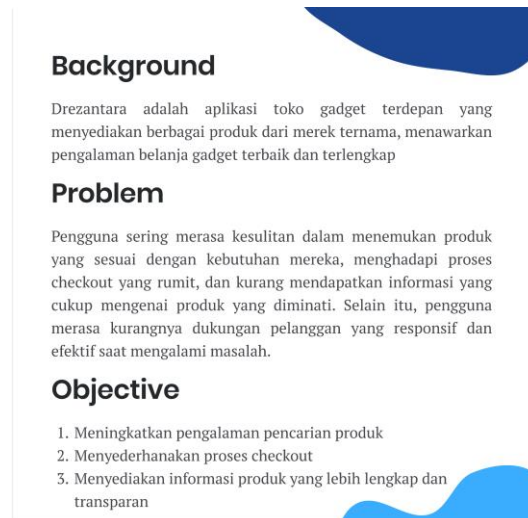 Background
Drezantara adalah aplikasi toko gadget terdepan yang
menyediakan berbagai produk dari merek ternama, menawarkan
pengalaman belanja gadget terbaik dan terlengkap
Problem
Pengguna sering merasa kesulitan dalam menemukan produk
yang sesuai dengan kebutuhan mereka, menghadapi proses
checkout yang rumit, dan kurang mendapatkan informasi yang
cukup mengenai produk yang diminati. Selain itu, pengguna
merasa kurangnya dukungan pelanggan yang responsif dan
efektif saat mengalami masalah.
Objective
1. Meningkatkan pengalaman pencarian produk
2. Menyederhanakan proses checkout
3. Menyediakan informasi produk yang lebih lengkap dan
transparan